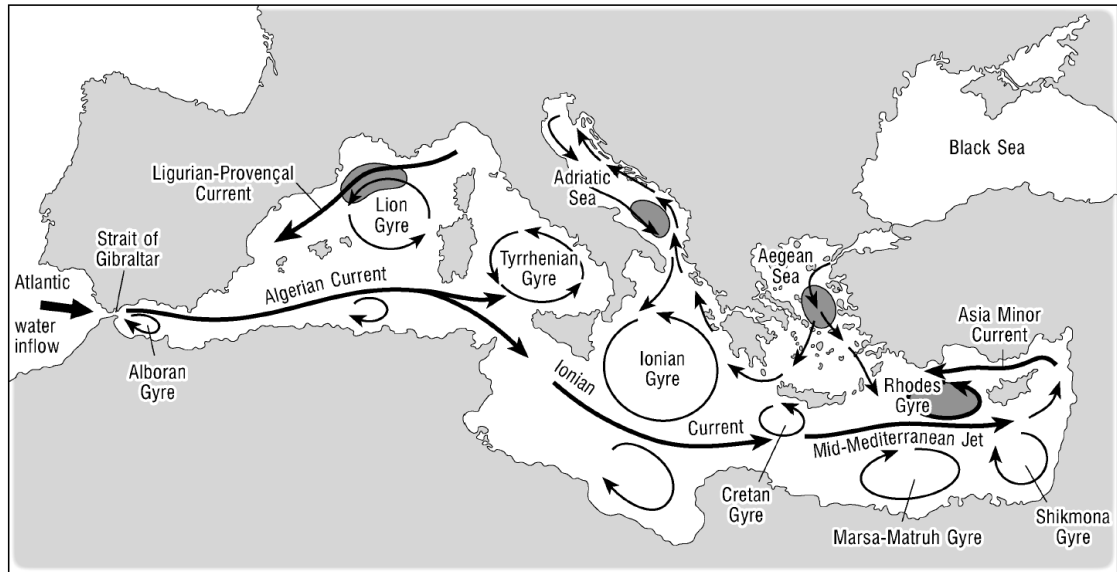 Black Sea
Ligurian-Provençal
Current
Adriatic
Sea
Lion
Gyre
Strait of
Gibraltar
Tyrrhenian
Gyre
Aegean
Sea
Atlantic
water
inflow
Algerian Current
Asia Minor
Current
Alboran
Gyre
Ionian
Gyre
Ionian
Current
Rhodes
Gyre
Mid-Mediterranean Jet
Cretan
Gyre
Marsa-Matruh Gyre
Shikmona
Gyre